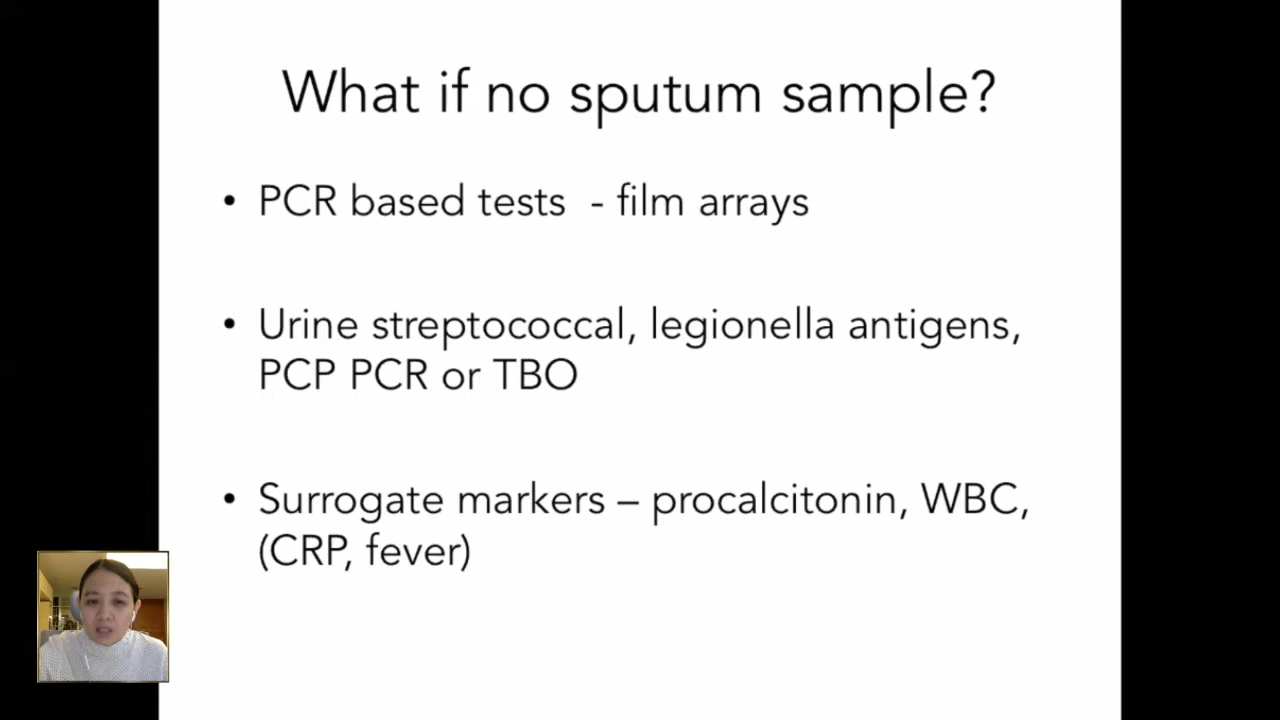 What if no sputum sample?
• PCR based tests - film arrays
• Urine streptococcal, legionella antigens,
PCP PCR or TBO
• Surrogate markers – procalcitonin, WBC,
(CRP, fever)